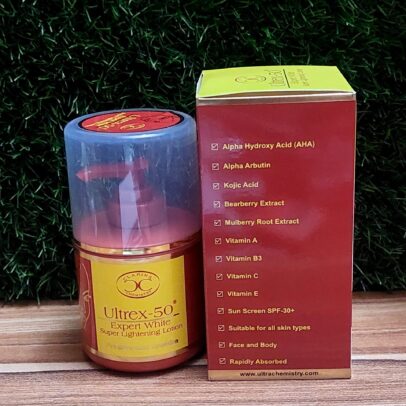 Ultrex-50
Expert White
Super Lightening Lotion
Ultrex-50
Alpha Hydroxy Acid (AHA)
Alpha Arbutin
Kojic Acid
Bearberry Extract
Mulberry Root Extract
Vitamin A
Vitamin B3
Vitamin C
Vitamin E
Sun Screen SPF-30+
Suitable for all skin types
Face and Body
Rapidly Absorbed
www.ultrachemistry.com